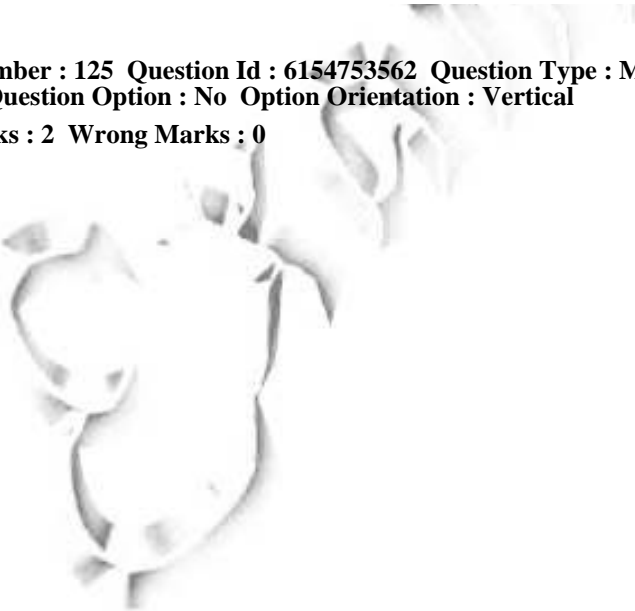 mber : 125 Question Id : 6154753562 Question Type : M
Question Option : No Option Orientation : Vertical
ks : 2 Wrong Marks : 0